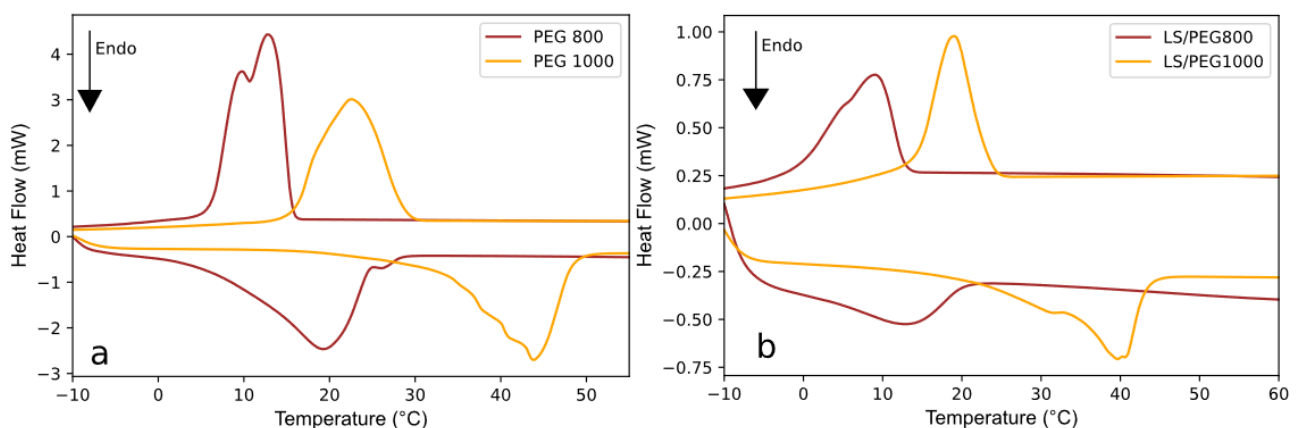 Endo
PEG 800
PEG 1000
4
3
2
1
0
−1
−2
−3
Heat Flow (mW)
a
−10
0
10
20
30
40
50
Temperature (°C)
Endo
LS/PEG800
LS/PEG1000
1.00
0.75
0.50
0.25
0.00
−0.25
−0.50
−0.75
Heat Flow (mW)
b
−10
0
10
20
30
40
50
60
Temperature (°C)